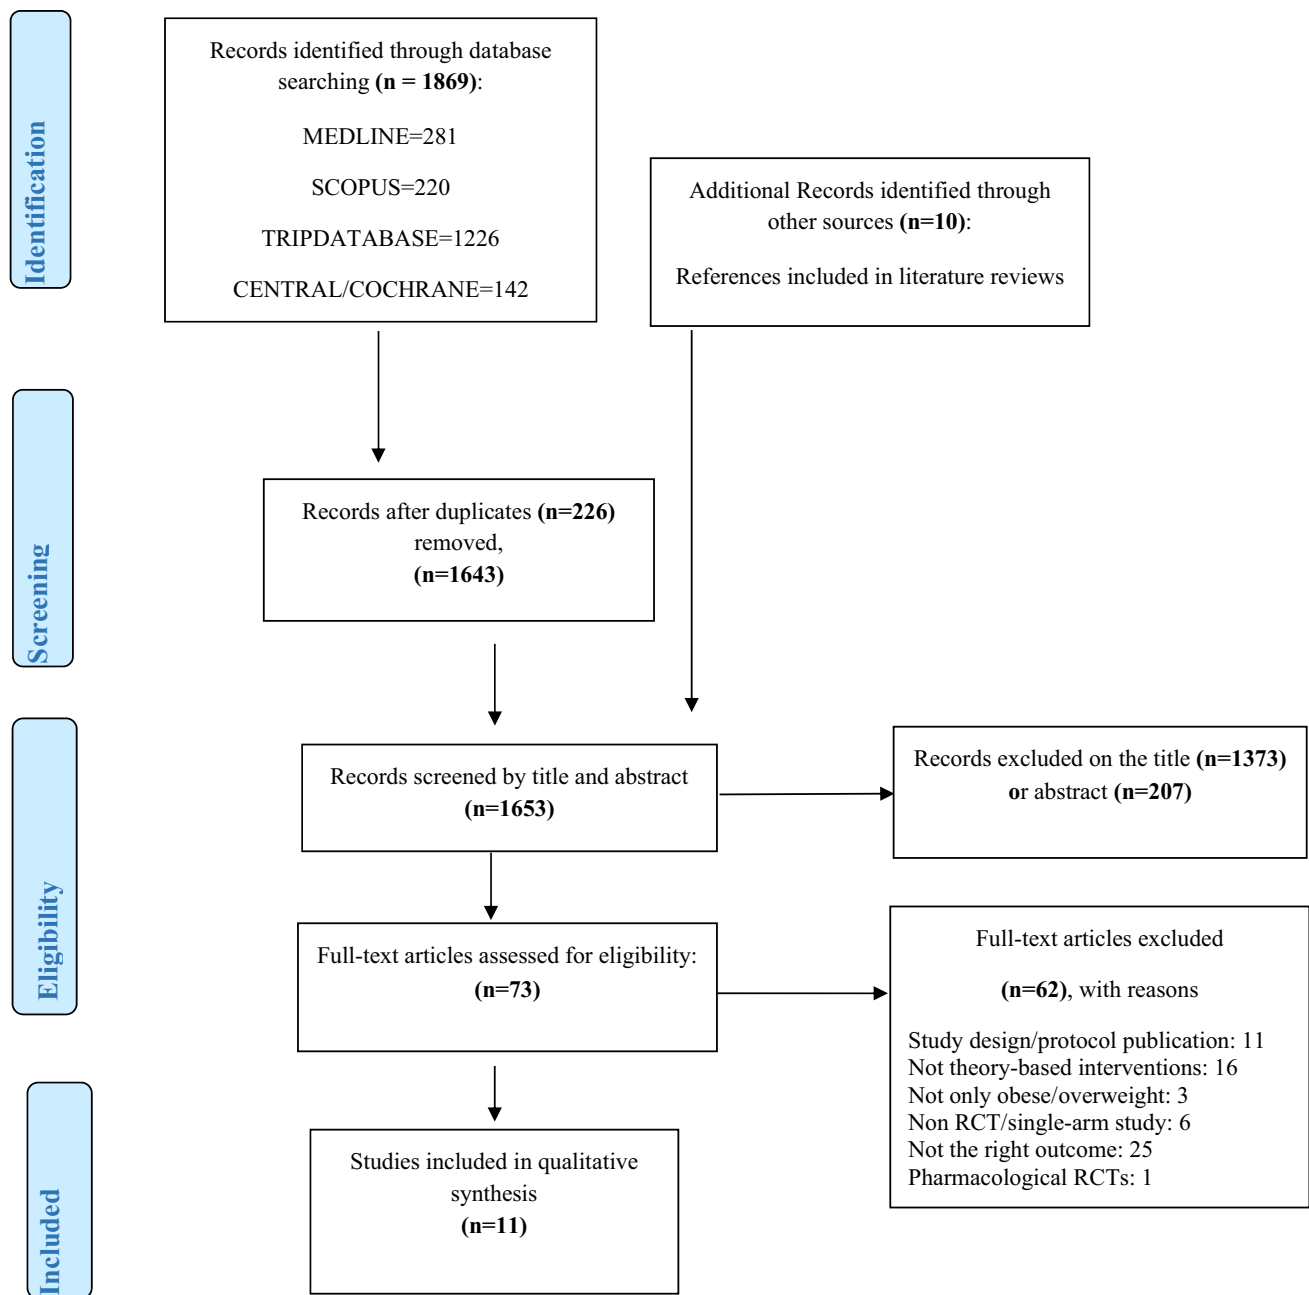 Identification
Records identified through database
searching (n = 1869):
MEDLINE=281
SCOPUS=220
TRIPDATABASE=1226
CENTRAL/COCHRANE=142
Additional Records identified through
other sources (n=10):
References included in literature reviews
Screening
Records after duplicates (n=226)
removed,
(n=1643)
Eligibility
Records screened by title and abstract
(n=1653)
Records excluded on the title (n=1373)
or abstract (n=207)
Full-text articles assessed for eligibility:
(n=73)
Full-text articles excluded
(n=62), with reasons
Study design/protocol publication: 11
Not theory-based interventions: 16
Not only obese/overweight: 3
Non RCT/single-arm study: 6
Not the right outcome: 25
Pharmacological RCTs: 1
Included
Studies included in qualitative
synthesis
(n=11)